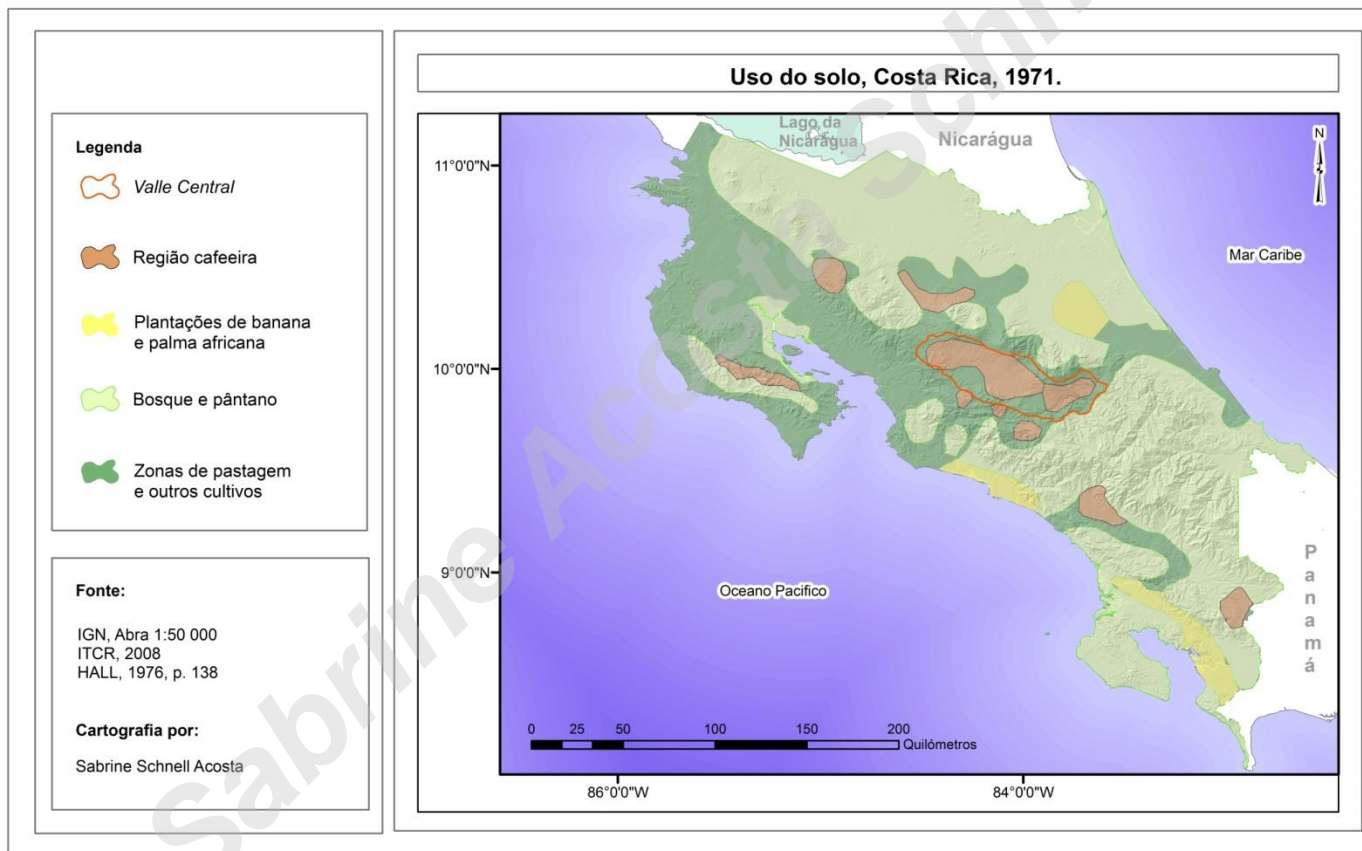 Uso do solo, Costa Rica, 1971.
Legenda
Valle Central
Região cafeeira
Plantações de banana
e palma africana
Bosque e pântano
Zonas de pastagem
e outros cultivos
Fonte:
IGN, Abra 1:50 000
ITCR, 2008
HALL, 1976, p. 138
Cartografia por:
Sabrine Schnell Acosta
Lago da
Nicarágua
Nicarágua
N
11°0'0"N
Mar Caribe
10°0'0"N
9°0'0"N
Oceano Pacifico
Panamá
0 25 50 100 150 200
Quilómetros
86°0'0"W
84°0'0"W
Sabrine Acosta Schn